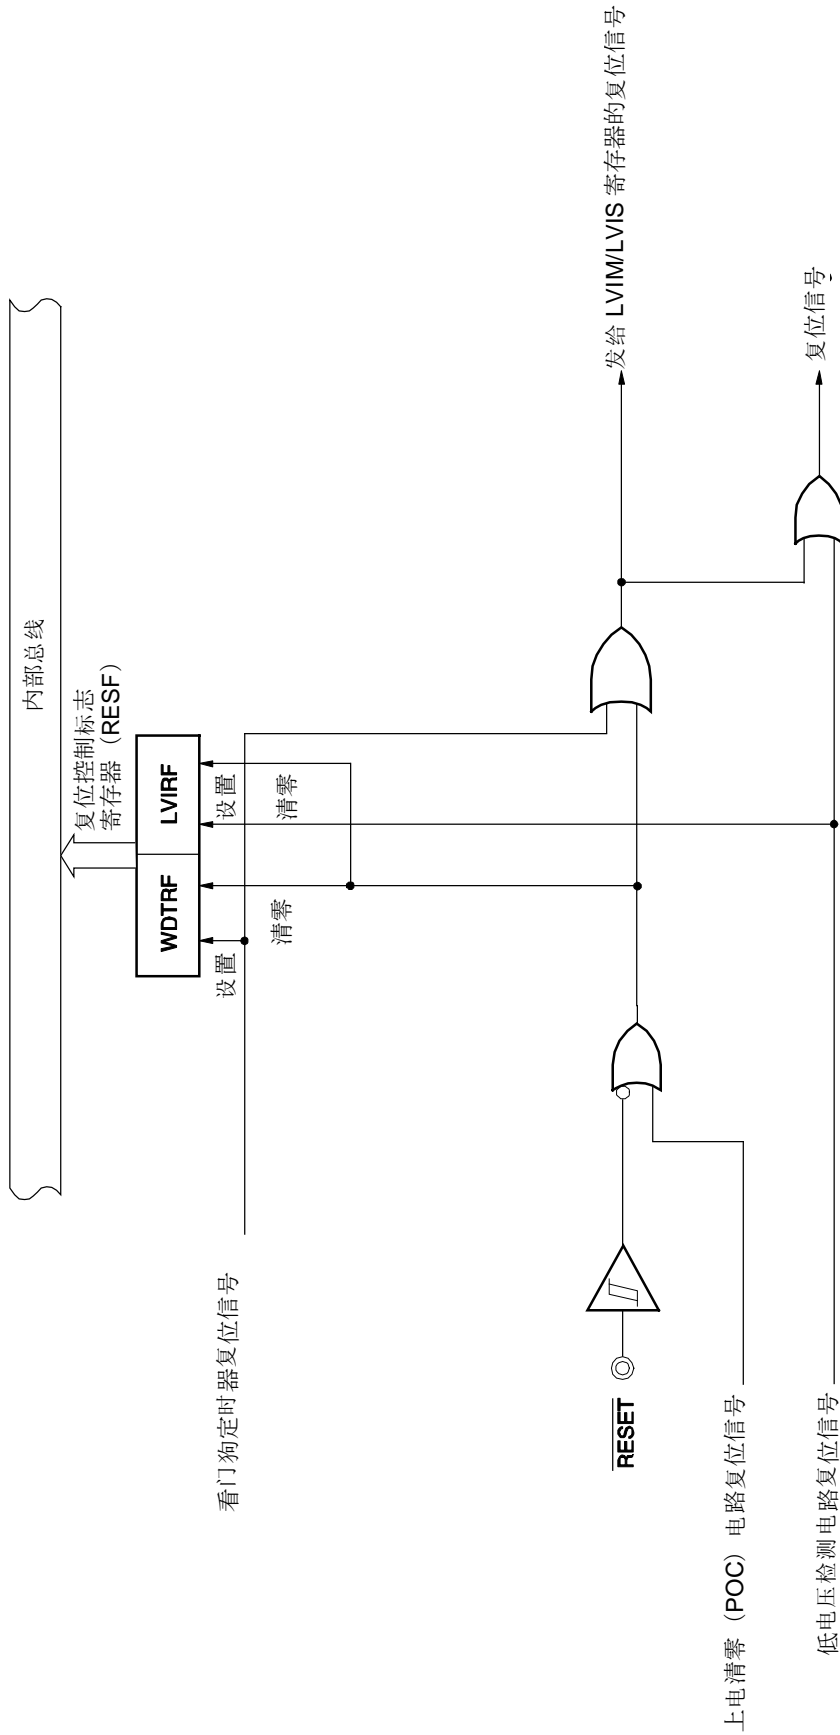 内部总线
复位控制标志
寄存器（RESF）
WDTRF
LVIRF
设置
清零
设置
清零
看门狗定时器复位信号
RESET
上电清零（POC）电路复位信号
低电压检测电路复位信号
发给 LVIM/LVIS 寄存器的复位信号
复位信号